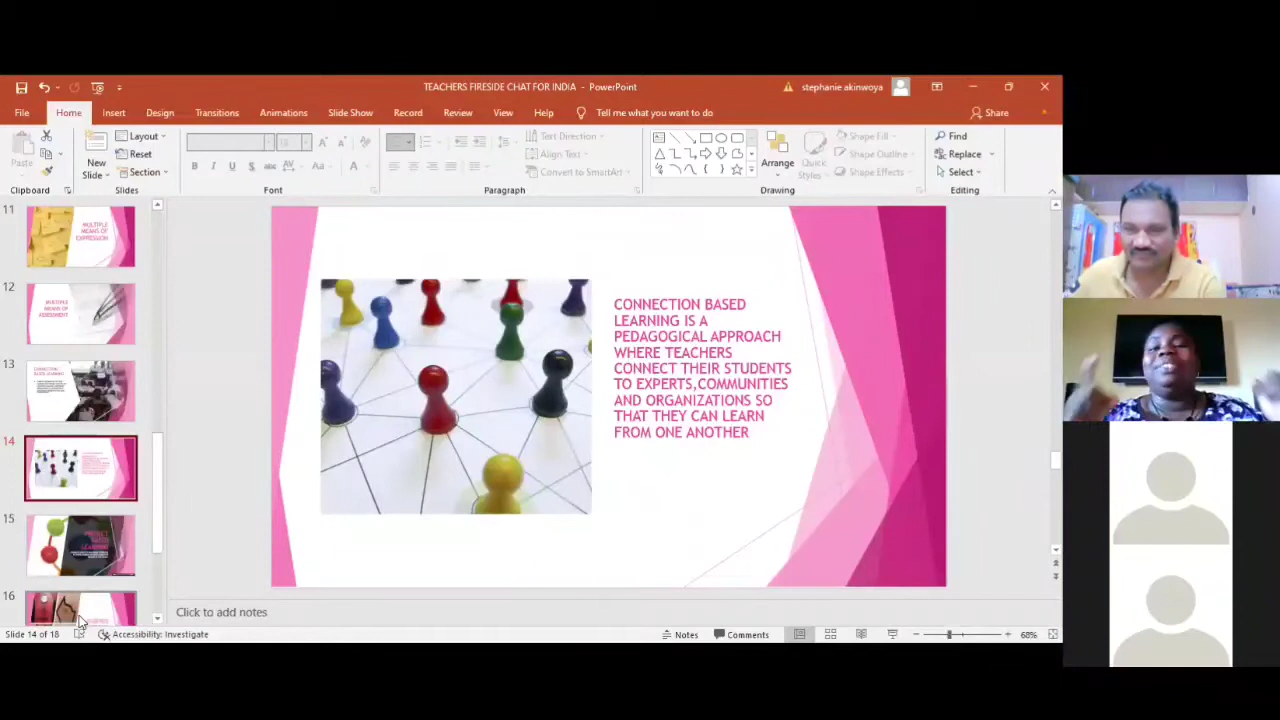 TEACHERS FIRESIDE CHAT FOR INDIA - PowerPoint
stephanie akinwoya
File Home Insert Design Transitions Animations Slide Show Record Review View Help Tell me what you want to do Share
Paste
New Slide
Layout
Reset
Section
Text Direction
Align Text
Convert to SmartArt
Arrange
Quick Styles
Shape Fill
Shape Outline
Shape Effects
Find
Replace
Select
Clipboard Slides Font Paragraph Drawing Editing
11
MULTIPLE
MEANS OF
EXPRESSION
12
MULTIPLE
MEANS OF
ASSESSMENT
13
14
15
16
CONNECTION BASED
LEARNING IS A
PEDAGOGICAL APPROACH
WHERE TEACHERS
CONNECT THEIR STUDENTS
TO EXPERTS,COMMUNITIES
AND ORGANIZATIONS SO
THAT THEY CAN LEARN
FROM ONE ANOTHER
Click to add notes
Slide 14 of 18 Accessibility: Investigate Notes Comments 68%